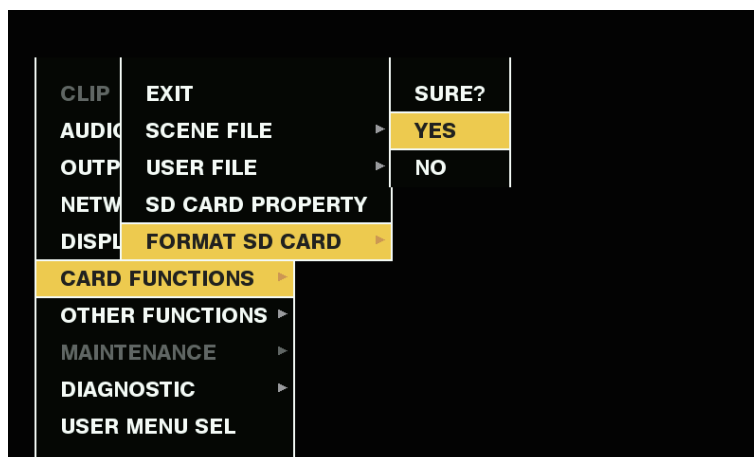 CLIP
AUDIO
OUTP
NETW
DISPL
CARD FUNCTIONS
OTHER FUNCTIONS
MAINTENANCE
DIAGNOSTIC
USER MENU SEL
EXIT
SCENE FILE
USER FILE
SD CARD PROPERTY
FORMAT SD CARD
SURE?
YES
NO